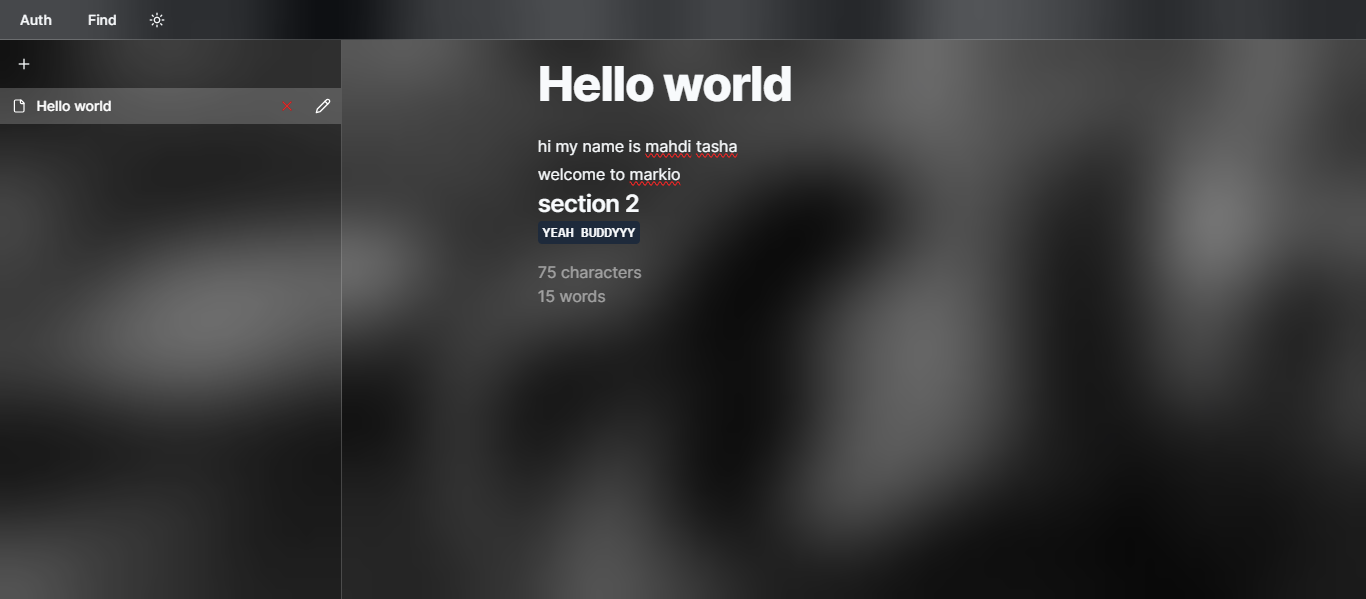 Auth Find
Hello world
Hello world
hi my name is mahdi tasha
welcome to markio
section 2
YEAH BUDDYYY
75 characters
15 words